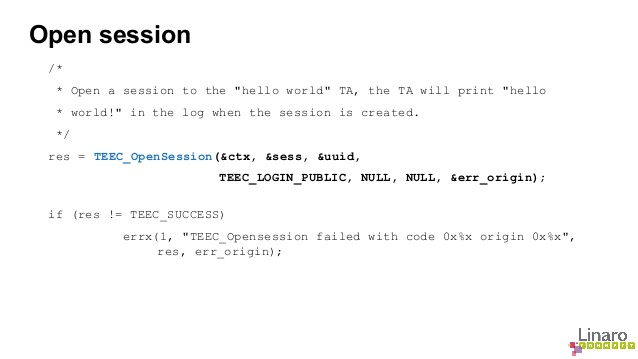 Open session
/*
* Open a session to the "hello world" TA, the TA will print "hello
* world!" in the log when the session is created.
*/
res = TEEC_OpenSession(&ctx, &sess, &uuid,
TEEC_LOGIN_PUBLIC, NULL, NULL, &err_origin);
if (res != TEEC_SUCCESS)
errx(1, "TEEC_Opensession failed with code 0x%x origin 0x%x",
res, err_origin);
Linaro
connect